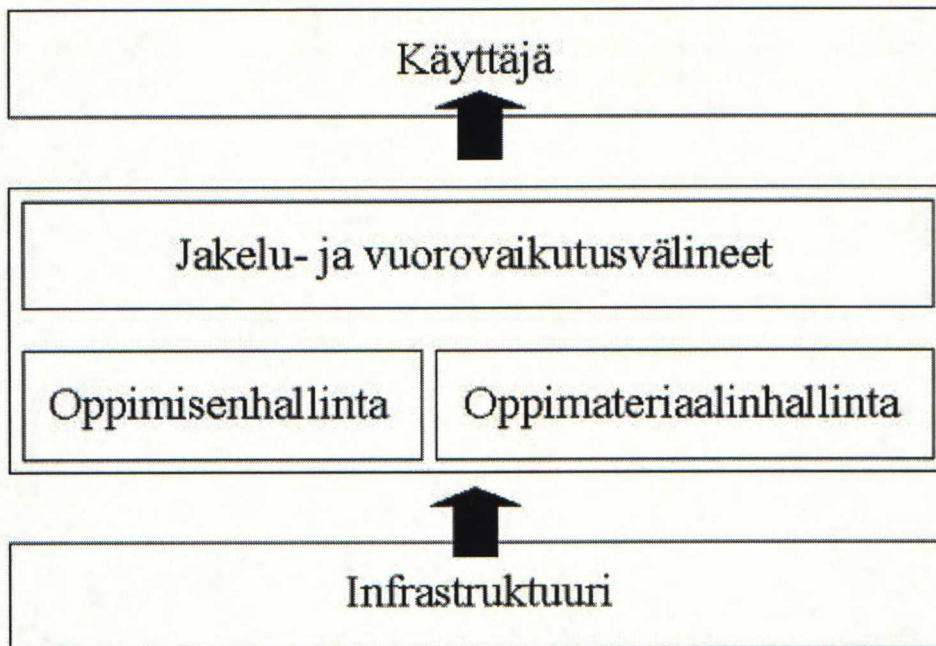 Käyttäjä
Jakelu- ja vuorovaikutusvälineet
Oppimisenhallinta
Oppimateriaalinhallinta
Infrastruktuuri